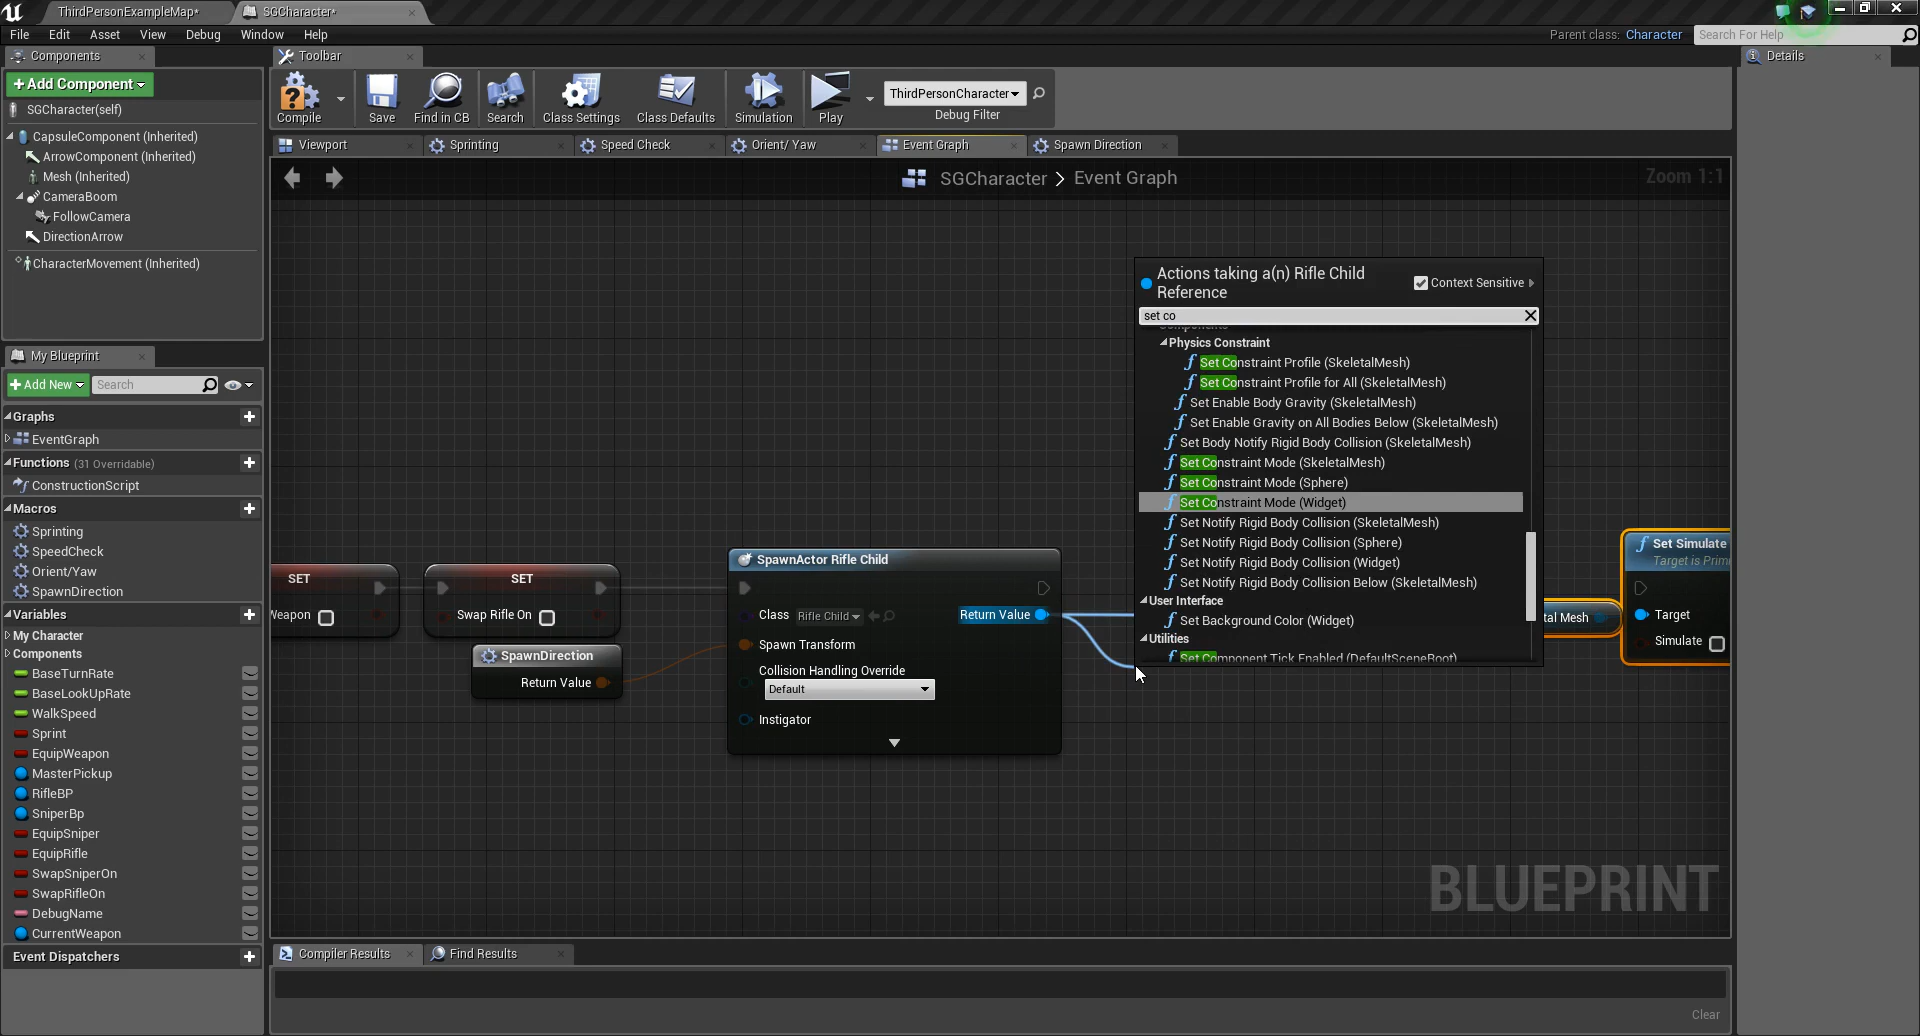 ThirdPersonExampleMap*
SGCharacter*
File Edit Asset View Debug Window Help
Parent class: Character
Search For Help
Components
Toolbar
Details
+Add Component
SGCharacter(self)
CapsuleComponent (Inherited)
ArrowComponent (Inherited)
Mesh (Inherited)
CameraBoom
FollowCamera
DirectionArrow
CharacterMovement (Inherited)
Compile
Save
Find in CB
Search
Class Settings
Class Defaults
Simulation
Play
ThirdPersonCharacter
Debug Filter
Viewport
Sprinting
Speed Check
Orient/ Yaw
Event Graph
Spawn Direction
SGCharacter > Event Graph
Zoom 1:1
My Blueprint
+Add New
Search
Graphs
EventGraph
Functions (31 Overridable)
ConstructionScript
Macros
Sprinting
SpeedCheck
Orient/Yaw
SpawnDirection
Variables
My Character
Components
BaseTurnRate
BaseLookUpRate
WalkSpeed
Sprint
EquipWeapon
MasterPickup
RifleBP
SniperBp
EquipSniper
EquipRifle
SwapSniperOn
SwapRifleOn
DebugName
CurrentWeapon
Event Dispatchers
SET
Weapon
SET
Swap Rifle On
SpawnDirection
Return Value
SpawnActor Rifle Child
Class Rifle Child
Return Value
Spawn Transform
Collision Handling Override
Default
Instigator
Actions taking a(n) Rifle Child
Reference
Context Sensitive
set co
Components
Physics Constraint
Set Constraint Profile (SkeletalMesh)
Set Constraint Profile for All (SkeletalMesh)
Set Enable Body Gravity (SkeletalMesh)
Set Enable Gravity on All Bodies Below (SkeletalMesh)
Set Body Notify Rigid Body Collision (SkeletalMesh)
Set Constraint Mode (SkeletalMesh)
Set Constraint Mode (Sphere)
Set Constraint Mode (Widget)
Set Notify Rigid Body Collision (SkeletalMesh)
Set Notify Rigid Body Collision (Sphere)
Set Notify Rigid Body Collision (Widget)
Set Notify Rigid Body Collision Below (SkeletalMesh)
User Interface
Set Background Color (Widget)
Utilities
Set Component Tick Enabled (DefaultSceneRoot)
tal Mesh
Set Simulate
Target is Prim
Target
Simulate
BLUEPRINT
Compiler Results
Find Results
Clear